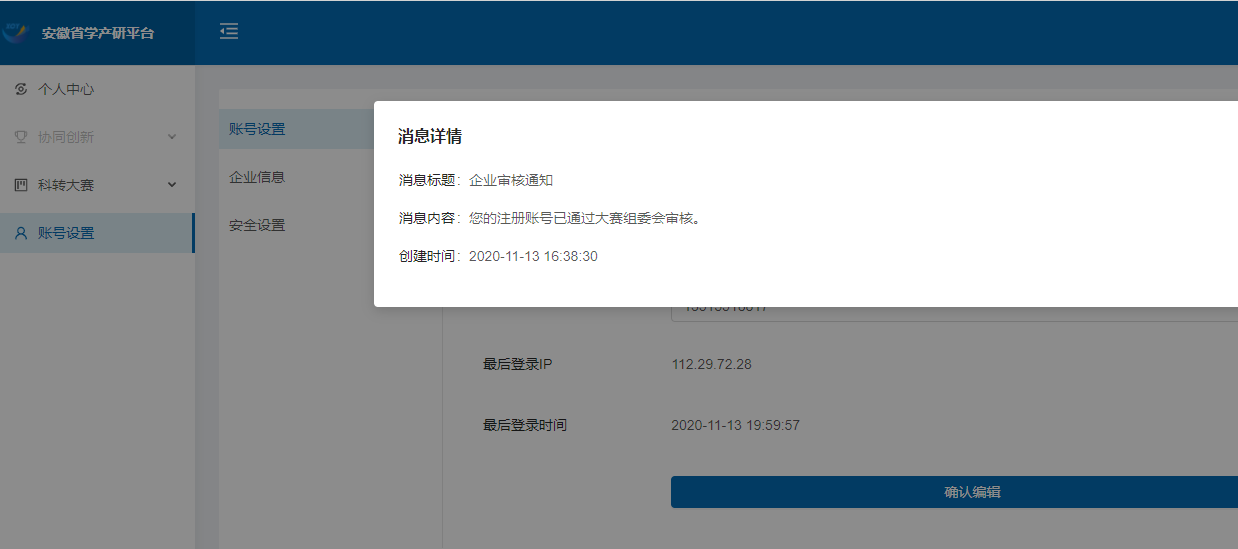 安徽省学产研平台
个人中心
协同创新
科转大赛
账号设置
账号设置
企业信息
安全设置
消息详情
消息标题：企业审核通知
消息内容：您的注册账号已通过大赛组委会审核。
创建时间：2020-11-13 16:38:30
最后登录IP 112.29.72.28
最后登录时间 2020-11-13 19:59:57
确认编辑